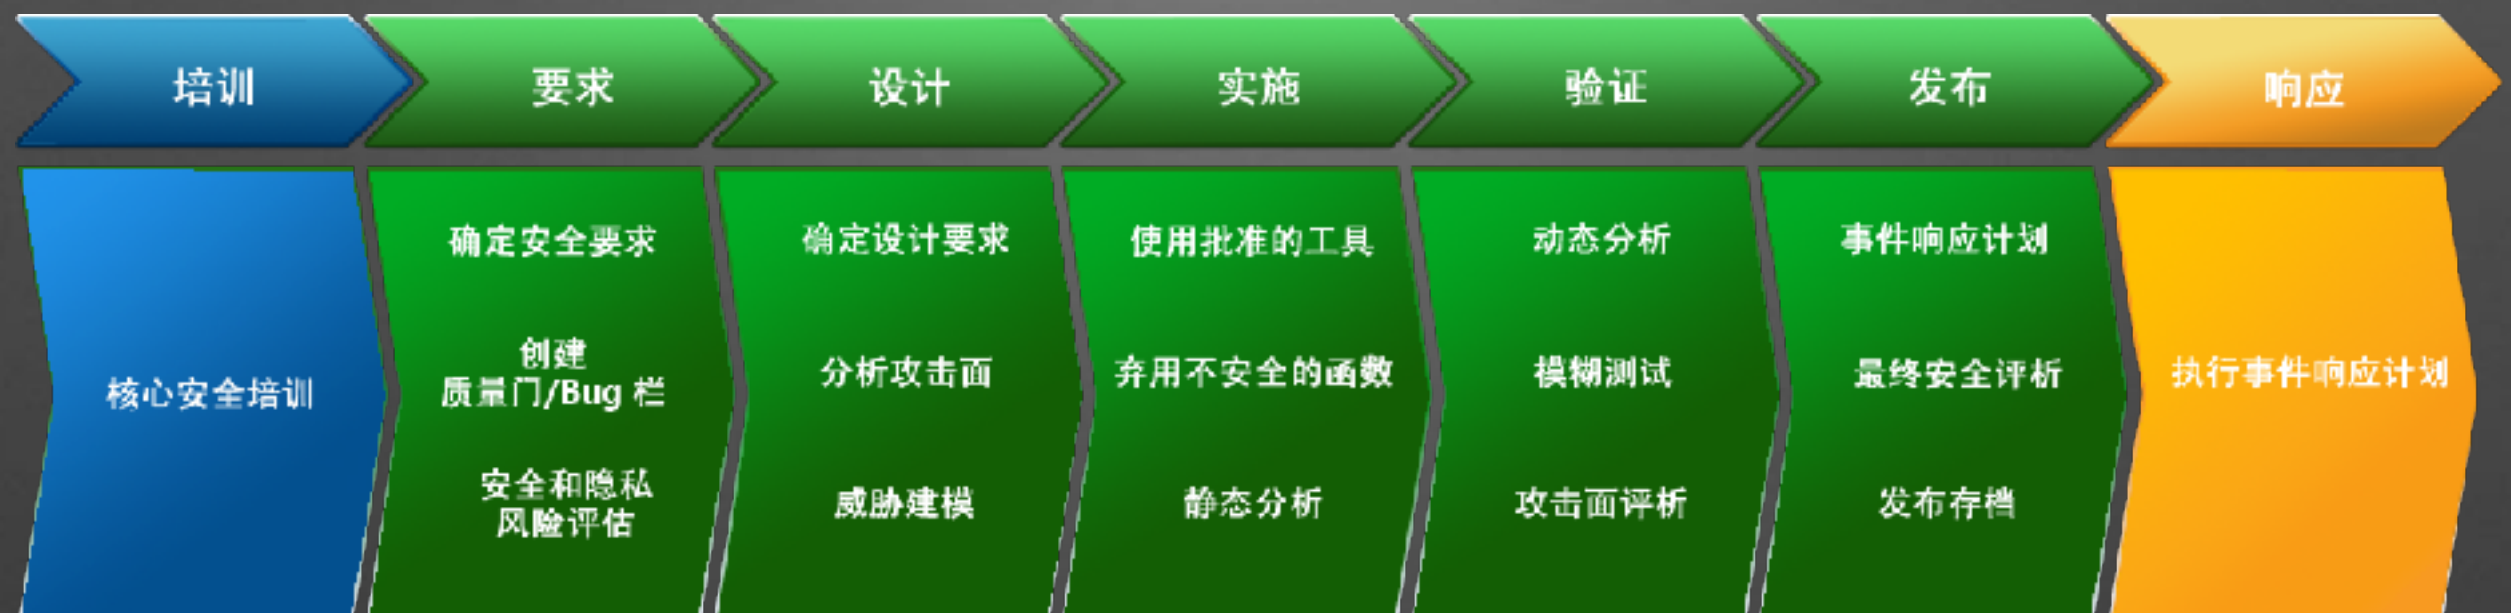 培训
要求
设计
实施
验证
发布
响应
核心安全培训
确定安全要求
创建
质量门/Bug 栏
安全和隐私
风险评估
确定设计要求
分析攻击面
威胁建模
使用批准的工具
弃用不安全的函数
静态分析
动态分析
模糊测试
攻击面评析
事件响应计划
最终安全评析
发布存档
执行事件响应计划